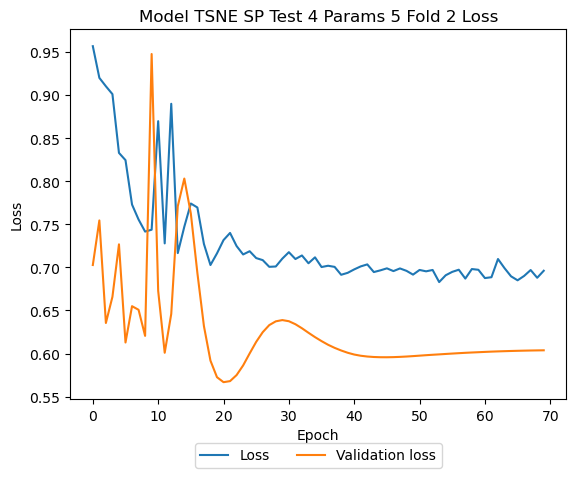 Model TSNE SP Test 4 Params 5 Fold 2 Loss
0.95
0.90
0.85
0.80
0.75
0.70
0.65
0.60
0.55
Loss
0 10 20 30 40 50 60 70
Epoch
Loss Validation loss